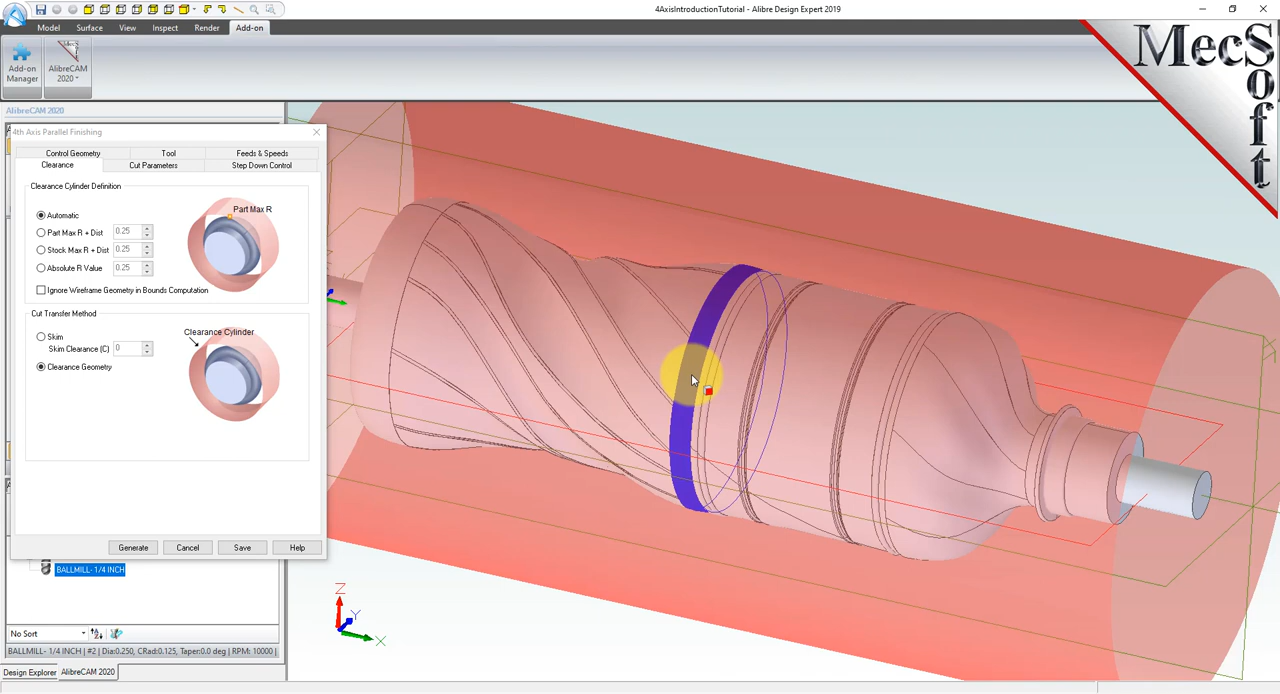 4AxisIntroductionTutorial - Alibre Design Expert 2019
Model Surface View Inspect Render Add-on
Add-on Manager
AlibreCAM 2020
MecSoft
AlibreCAM 2020
4th Axis Parallel Finishing
Control Geometry Tool Feeds & Speeds
Clearance Cut Parameters Step Down Control
Clearance Cylinder Definition
Part Max R
Automatic
Part Max R + Dist 0.25
Stock Max R + Dist 0.25
Absolute R Value 0.25
Ignore Wireframe Geometry in Bounds Computation
Cut Transfer Method
Clearance Cylinder
Skim
Skim Clearance (C) 0
Clearance Geometry
Generate Cancel Save Help
BALLMILL- 1/4 INCH
Z
Y
X
No Sort
BALLMILL- 1/4 INCH | #2 | Dia:0.250, CRad:0.125, Taper:0.0 deg | RPM: 10000 |
Design Explorer AlibreCAM 2020